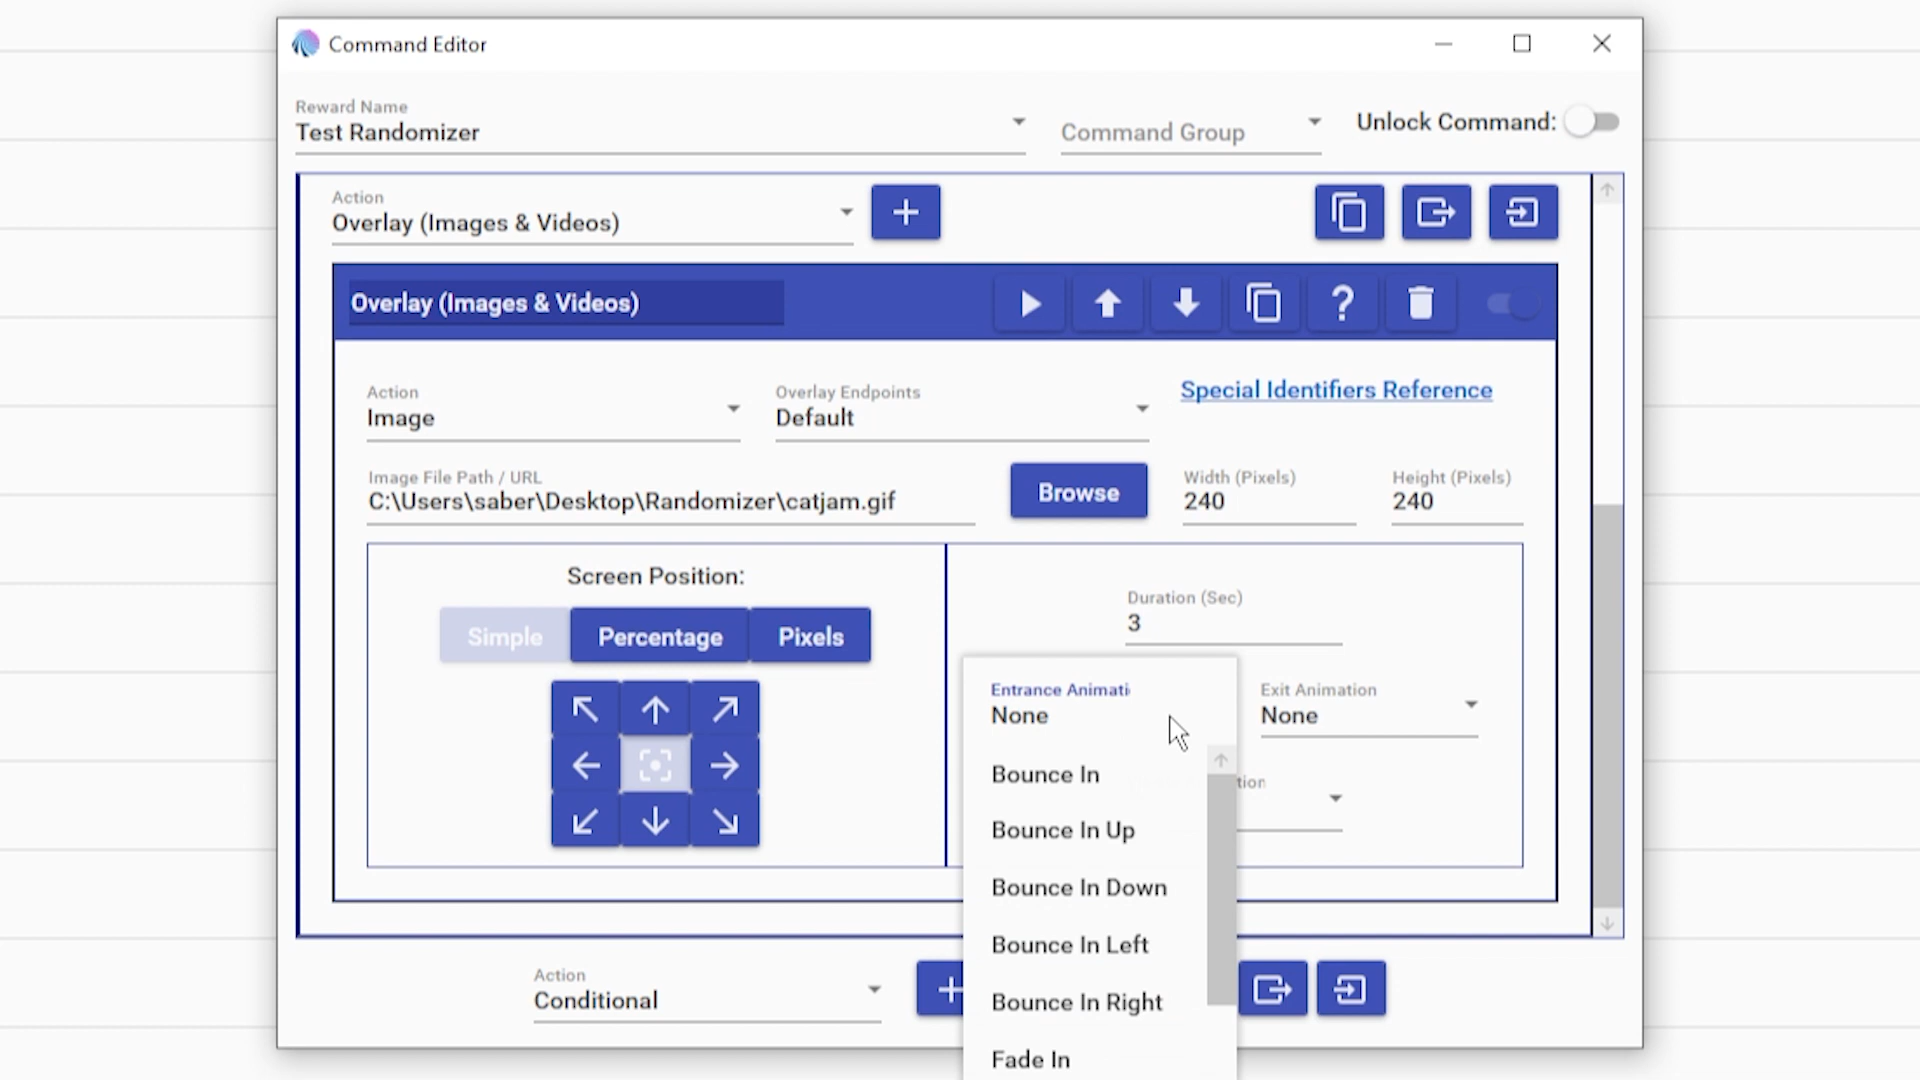 Command Editor
Reward Name
Test Randomizer
Command Group
Unlock Command:
Action
Overlay (Images & Videos)
Overlay (Images & Videos)
?
Action
Image
Overlay Endpoints
Default
Special Identifiers Reference
Image File Path / URL
C:\Users\saber\Desktop\Randomizer\catjam.gif
Browse
Width (Pixels)
240
Height (Pixels)
240
Screen Position:
Simple
Percentage
Pixels
Duration (Sec)
3
Entrance Animati
None
Exit Animation
None
tion
Bounce In
Bounce In Up
Bounce In Down
Bounce In Left
Bounce In Right
Fade In
Action
Conditional